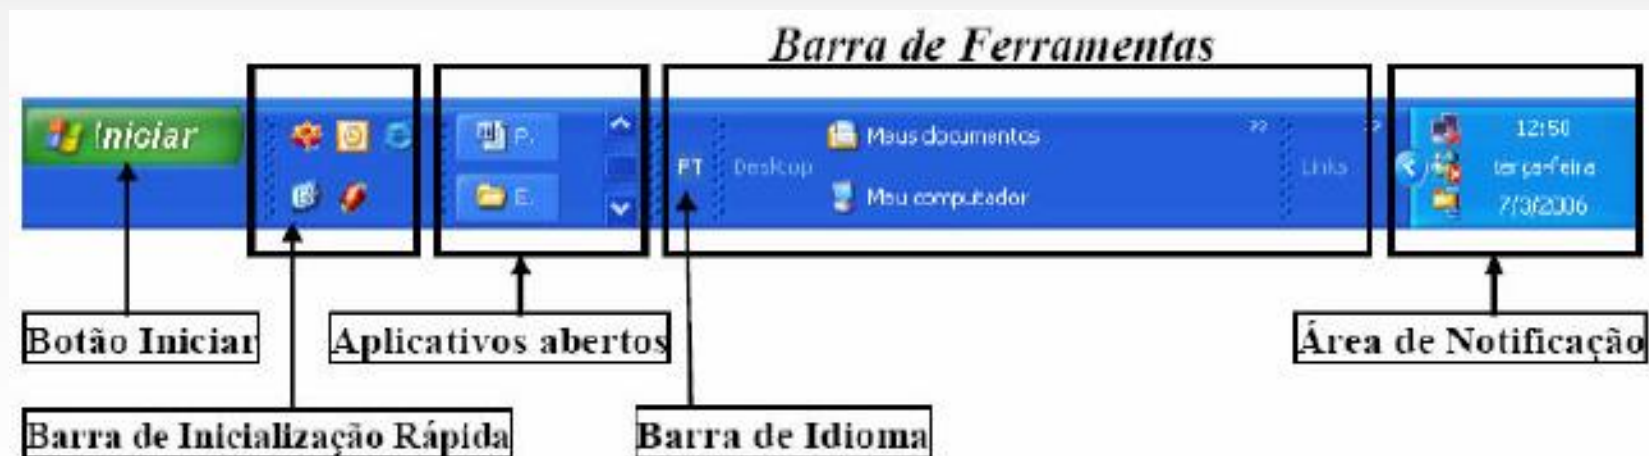 Barra de Ferramentas
Iniciar
P.
E.
PT
Desktop
Meus documentos
Meu computador
Links
12:50
terça-feira
7/3/2006
Botão Iniciar
Aplicativos abertos
Área de Notificação
Barra de Inicialização Rápida
Barra de Idioma